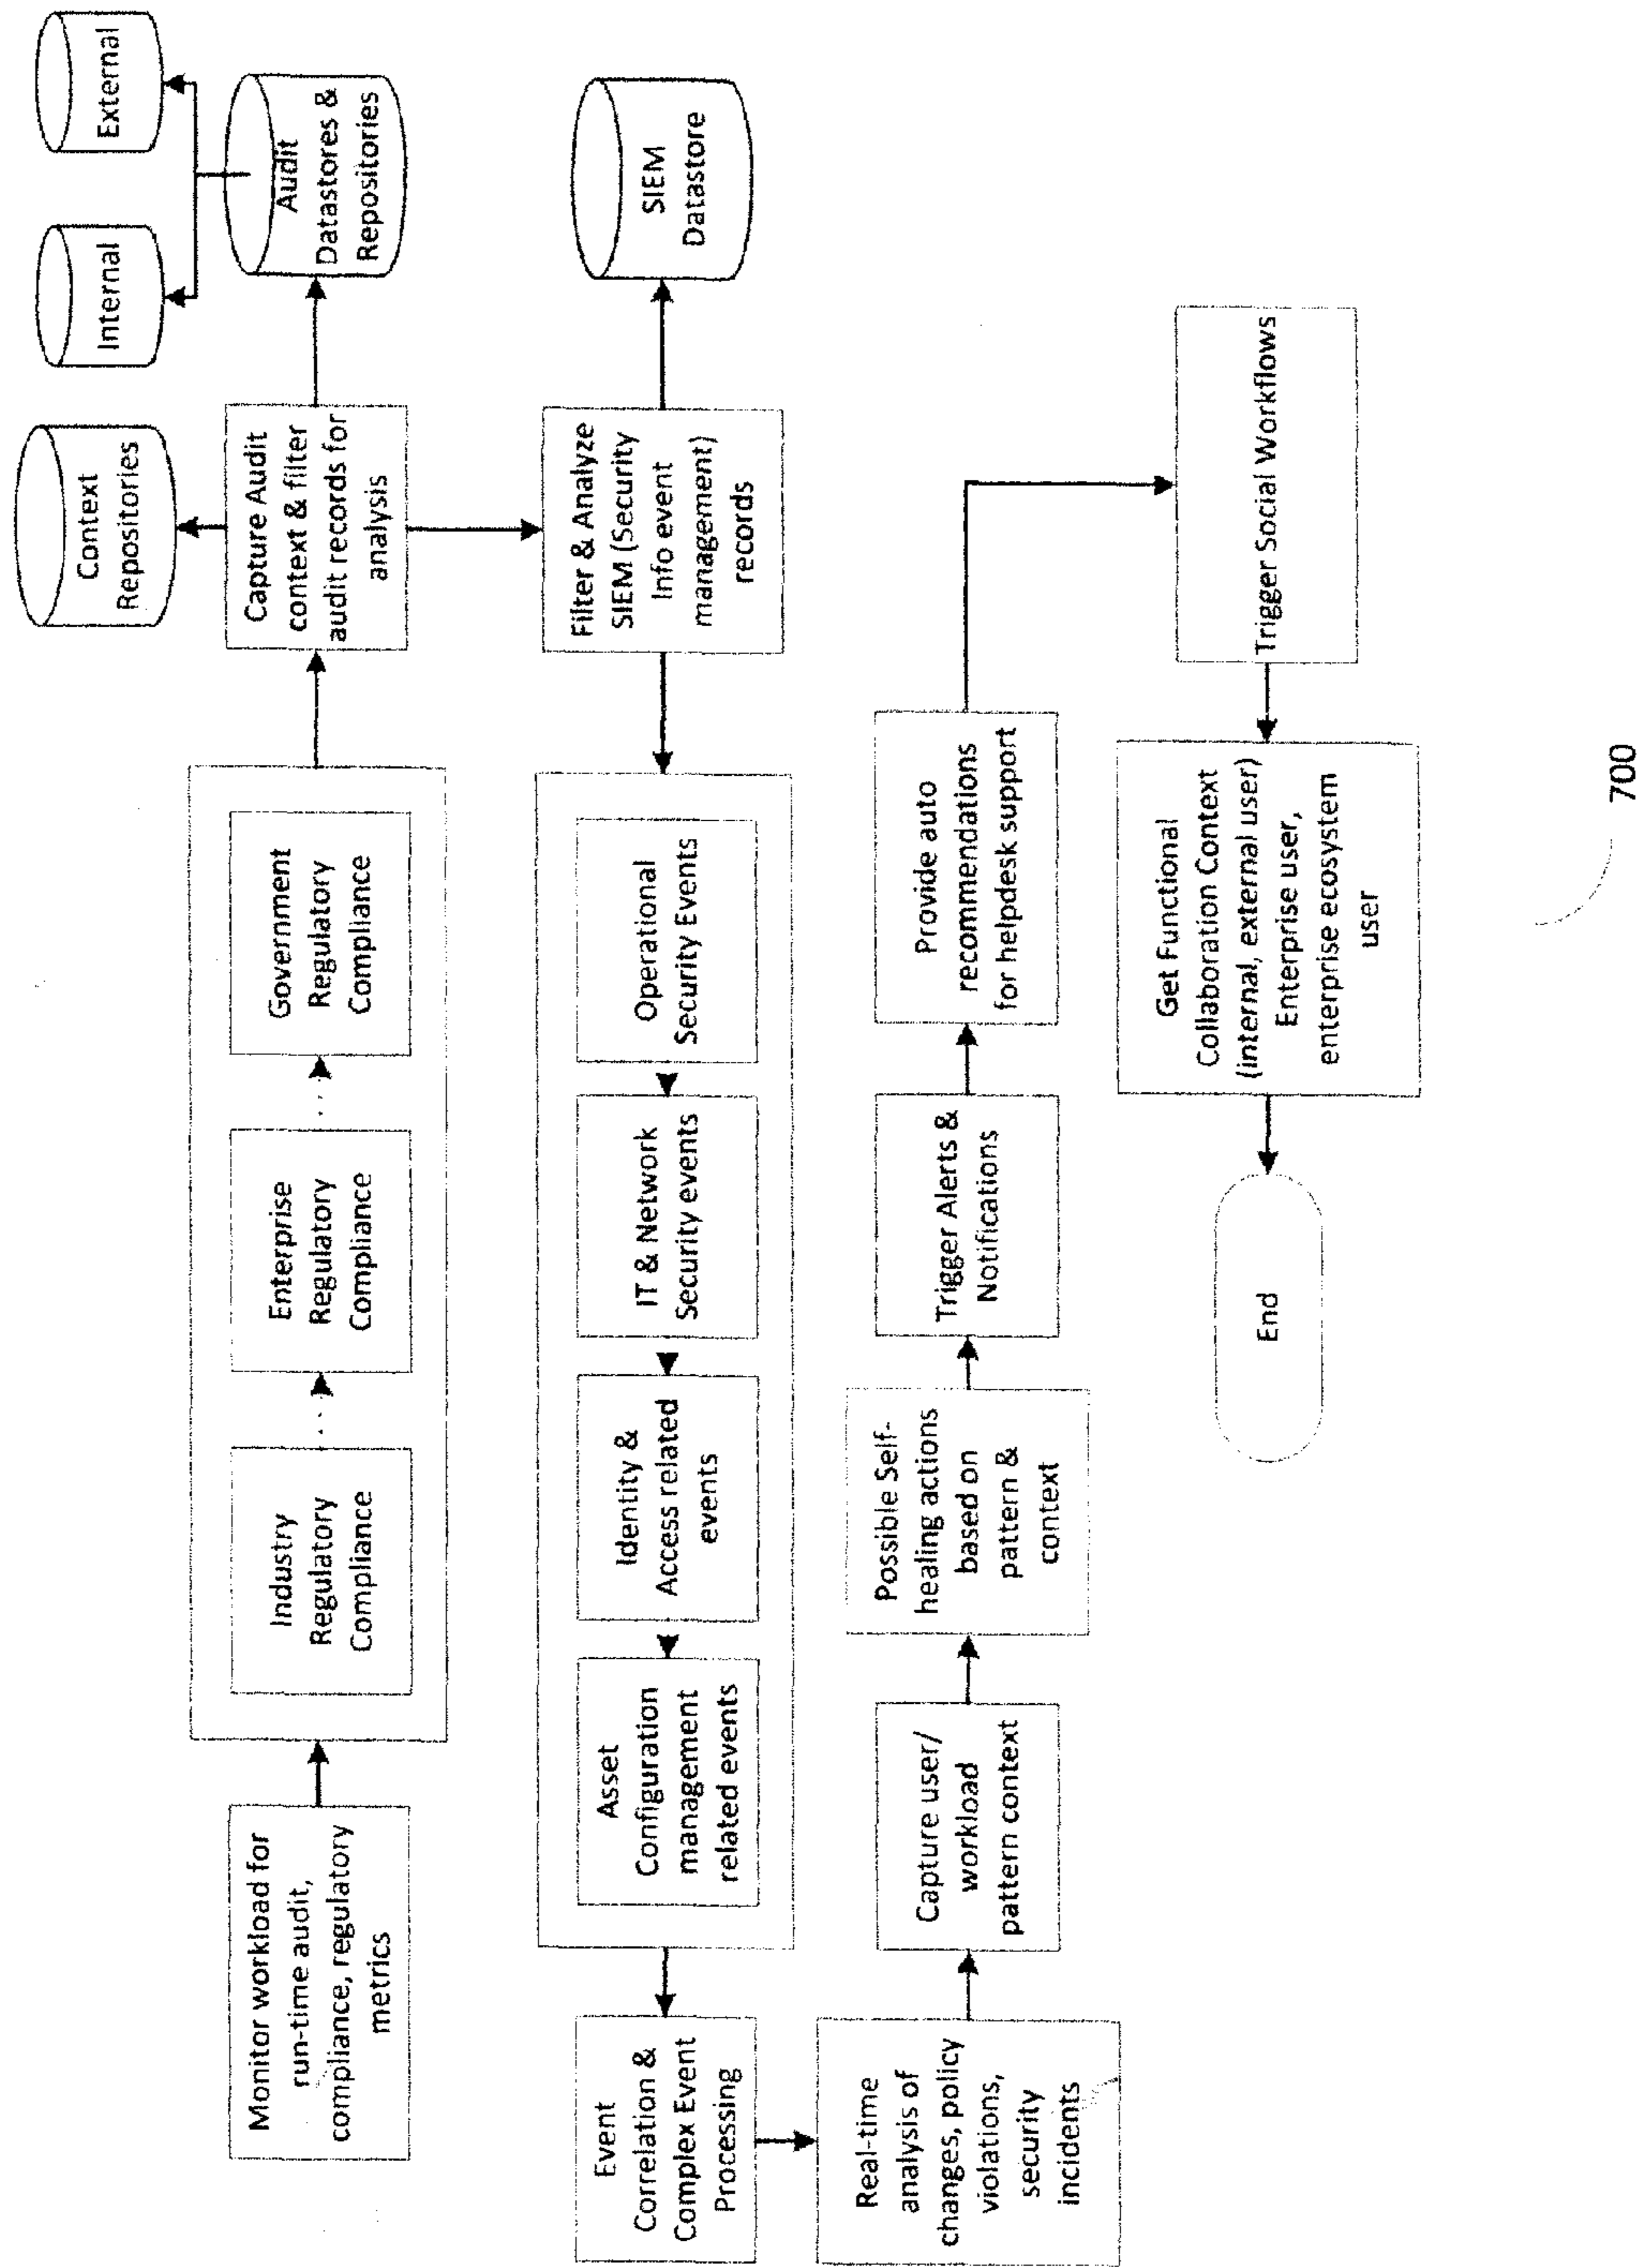 Monitor workload for
run-time audit,
compliance, regulatory
metrics
Industry
Regulatory
Compliance
Enterprise
Regulatory
Compliance
Government
Regulatory
Compliance
Capture Audit
context & filter
audit records for
analysis
Context
Repositories
Internal
External
Audit
Datastores &
Repositories
Filter & Analyze
SIEM (Security
Info event
management)
records
SIEM
Datastore
Operational
Security Events
IT & Network
Security events
Identity &
Access related
events
Asset
Configuration
management
related events
Event
Correlation &
Complex Event
Processing
Real-time
analysis of
changes, policy
violations,
security
incidents
Capture user/
workload
pattern context
Possible Self-
healing actions
based on
pattern &
context
Trigger Alerts &
Notifications
Provide auto
recommendations
for helpdesk support
Trigger Social Workflows
Get Functional
Collaboration Context
(internal, external user)
Enterprise user,
enterprise ecosystem
user
End
700